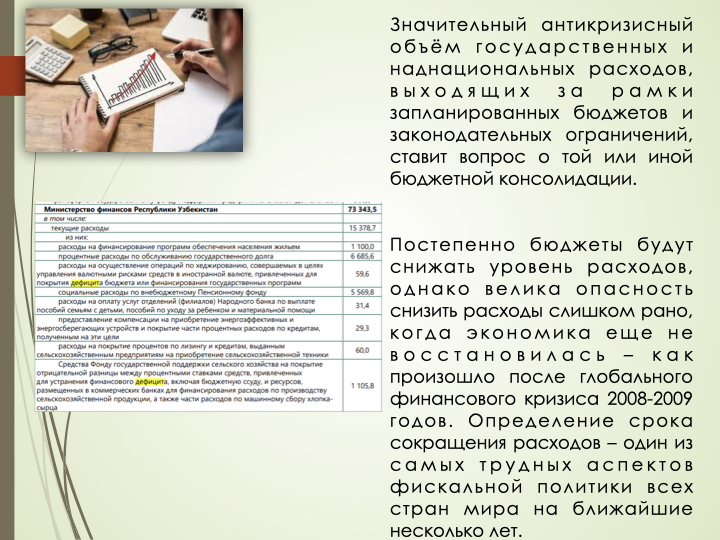 Значительный антикризисный
объём государственных и
наднациональных расходов,
выходящих за рамки
запланированных бюджетов и
законодательных ограничений,
ставит вопрос о той или иной
бюджетной консолидации.
Постепенно бюджеты будут
снижать уровень расходов,
однако велика опасность
снизить расходы слишком рано,
когда экономика еще не
восстановилась – как
произошло после глобального
финансового кризиса 2008-2009
годов. Определение срока
сокращения расходов – один из
самых трудных аспектов
фискальной политики всех
стран мира на ближайшие
несколько лет.
Министерство финансов Республики Узбекистан 73 343,5
в том числе:
текущие расходы 15 378,7
из них:
расходы на финансирование программ обеспечения населения жильем 1 100,0
процентные расходы по обслуживанию государственного долга 6 685,6
расходы на осуществление операций по хеджированию, совершаемых в целях
управления валютными рисками средств в иностранной валюте, привлеченных для 59,6
покрытия дефицита бюджета или финансирования государственных программ
социальные расходы по внебюджетному Пенсионному фонду 5 569,8
расходы на оплату услуг отделений (филиалов) Народного банка по выплате 31,4
пособий семьям с детьми, пособий по уходу за ребенком и материальной помощи
предоставление компенсации на приобретение энергоэффективных и
энергосберегающих устройств и покрытие части процентных расходов по кредитам, 29,3
полученным на эти цели
расходы на покрытие процентов по лизингу и кредитам, выданным 60,0
сельскохозяйственным предприятиям на приобретение сельскохозяйственной техники
Средства Фонда государственной поддержки сельского хозяйства на покрытие
отрицательной разницы между процентными ставками средств, привлеченных
для устранения финансового дефицита, включая бюджетную ссуду, и ресурсов, 1 105,8
размещенных в коммерческих банках для финансирования расходов по производству
сельскохозяйственной продукции, а также части расходов по машинному сбору хлопка-
сырца